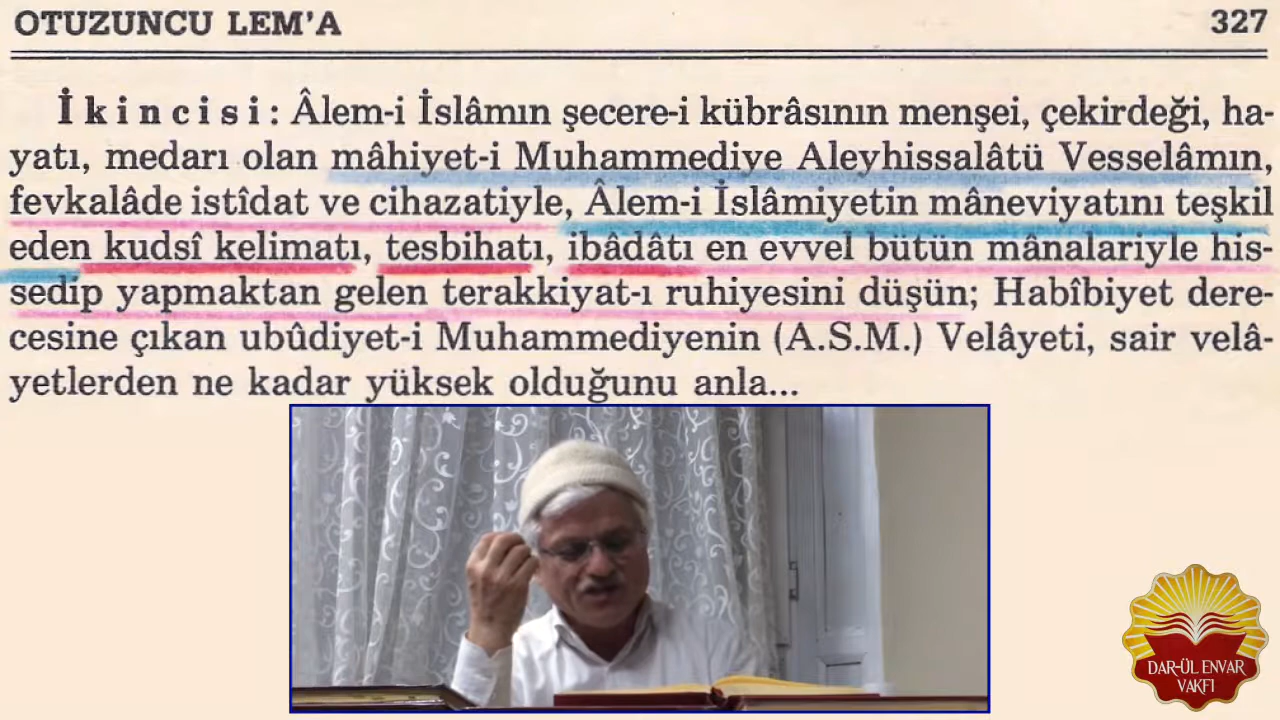 OTUZUNCU LEM'A 327
İkincisi: Âlem-i İslâmın şecere-i kübrâsının menşei, çekirdeği, ha-
yatı, medarı olan mâhiyet-i Muhammediye Aleyhissalâtü Vesselâmın,
fevkalâde istîdat ve cihazatiyle, Âlem-i İslâmiyetin mâneviyatını teşkil
eden kudsî kelimatı, tesbihatı, ibâdâtı en evvel bütün mânalariyle his-
sedip yapmaktan gelen terakkiyat-ı ruhiyesini düşün; Habîbiyet dere-
cesine çıkan ubûdiyet-i Muhammediyenin (A.S.M.) Velâyeti, sair velâ-
yetlerden ne kadar yüksek olduğunu anla...
DAR-ÜL ENVAR
VAKFI